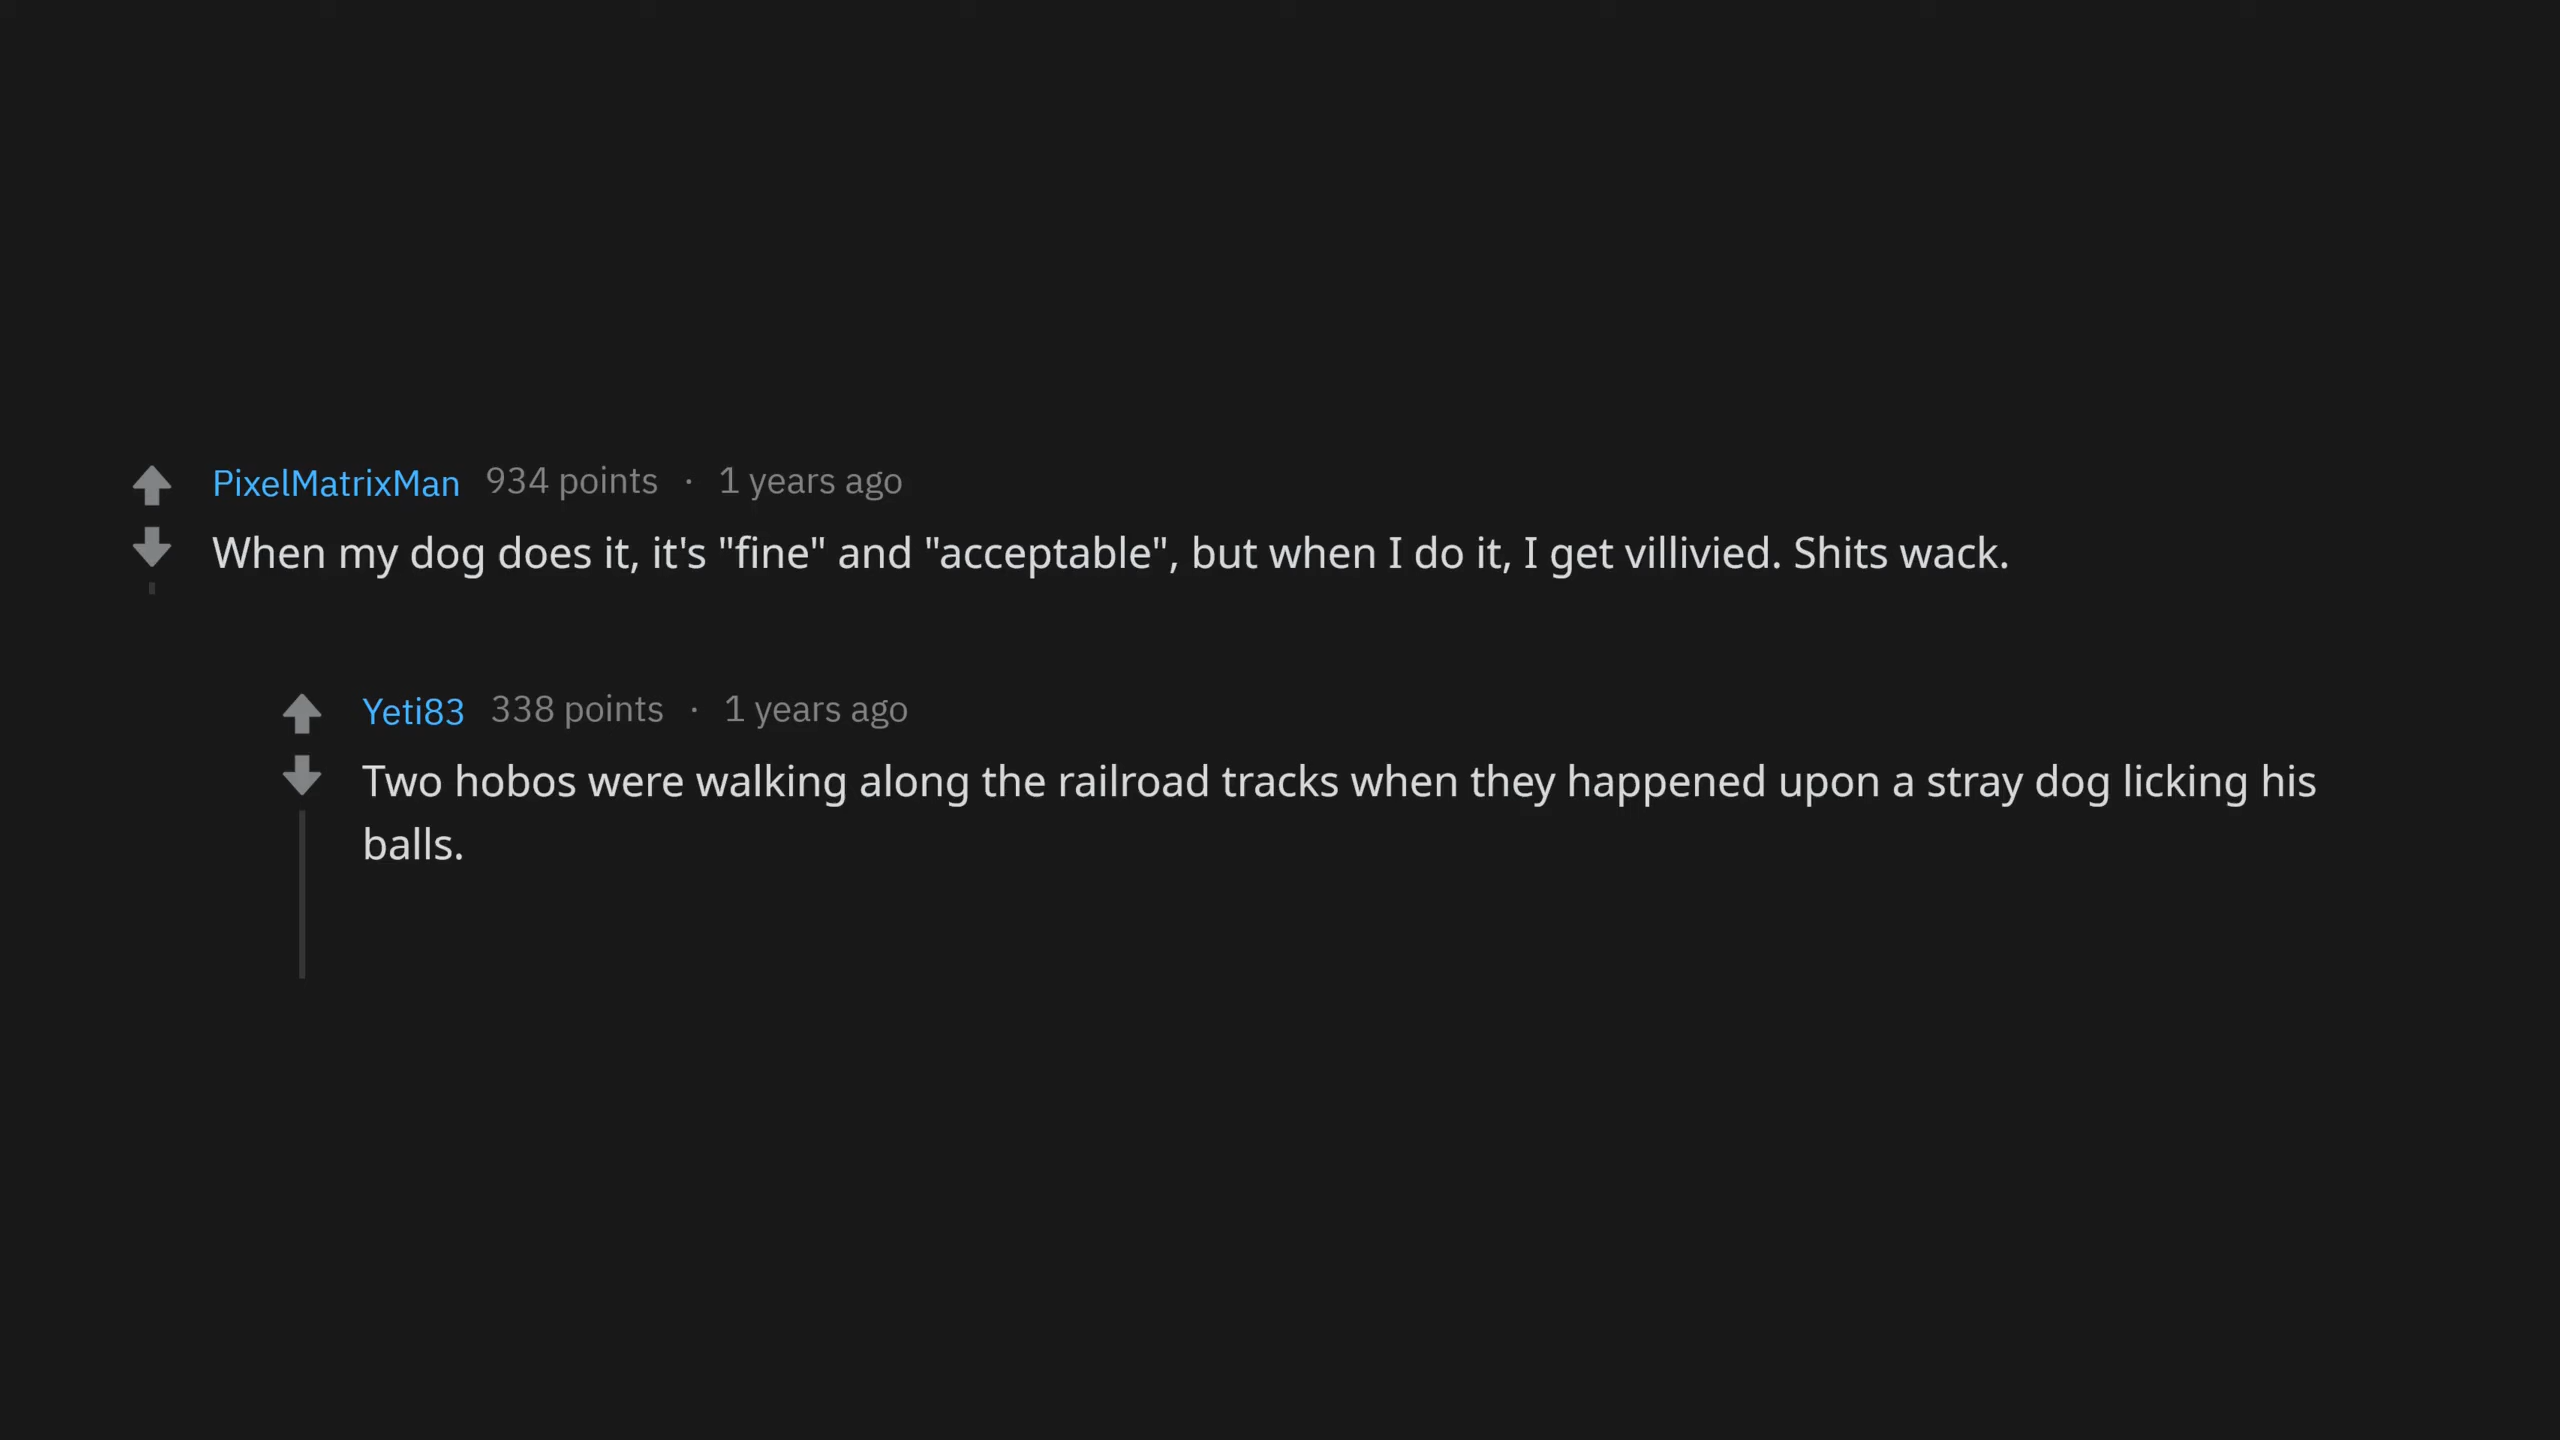 PixelMatrixMan 934 points · 1 years ago
When my dog does it, it's "fine" and "acceptable", but when I do it, I get villivied. Shits wack.
Yeti83 338 points · 1 years ago
Two hobos were walking along the railroad tracks when they happened upon a stray dog licking his
balls.